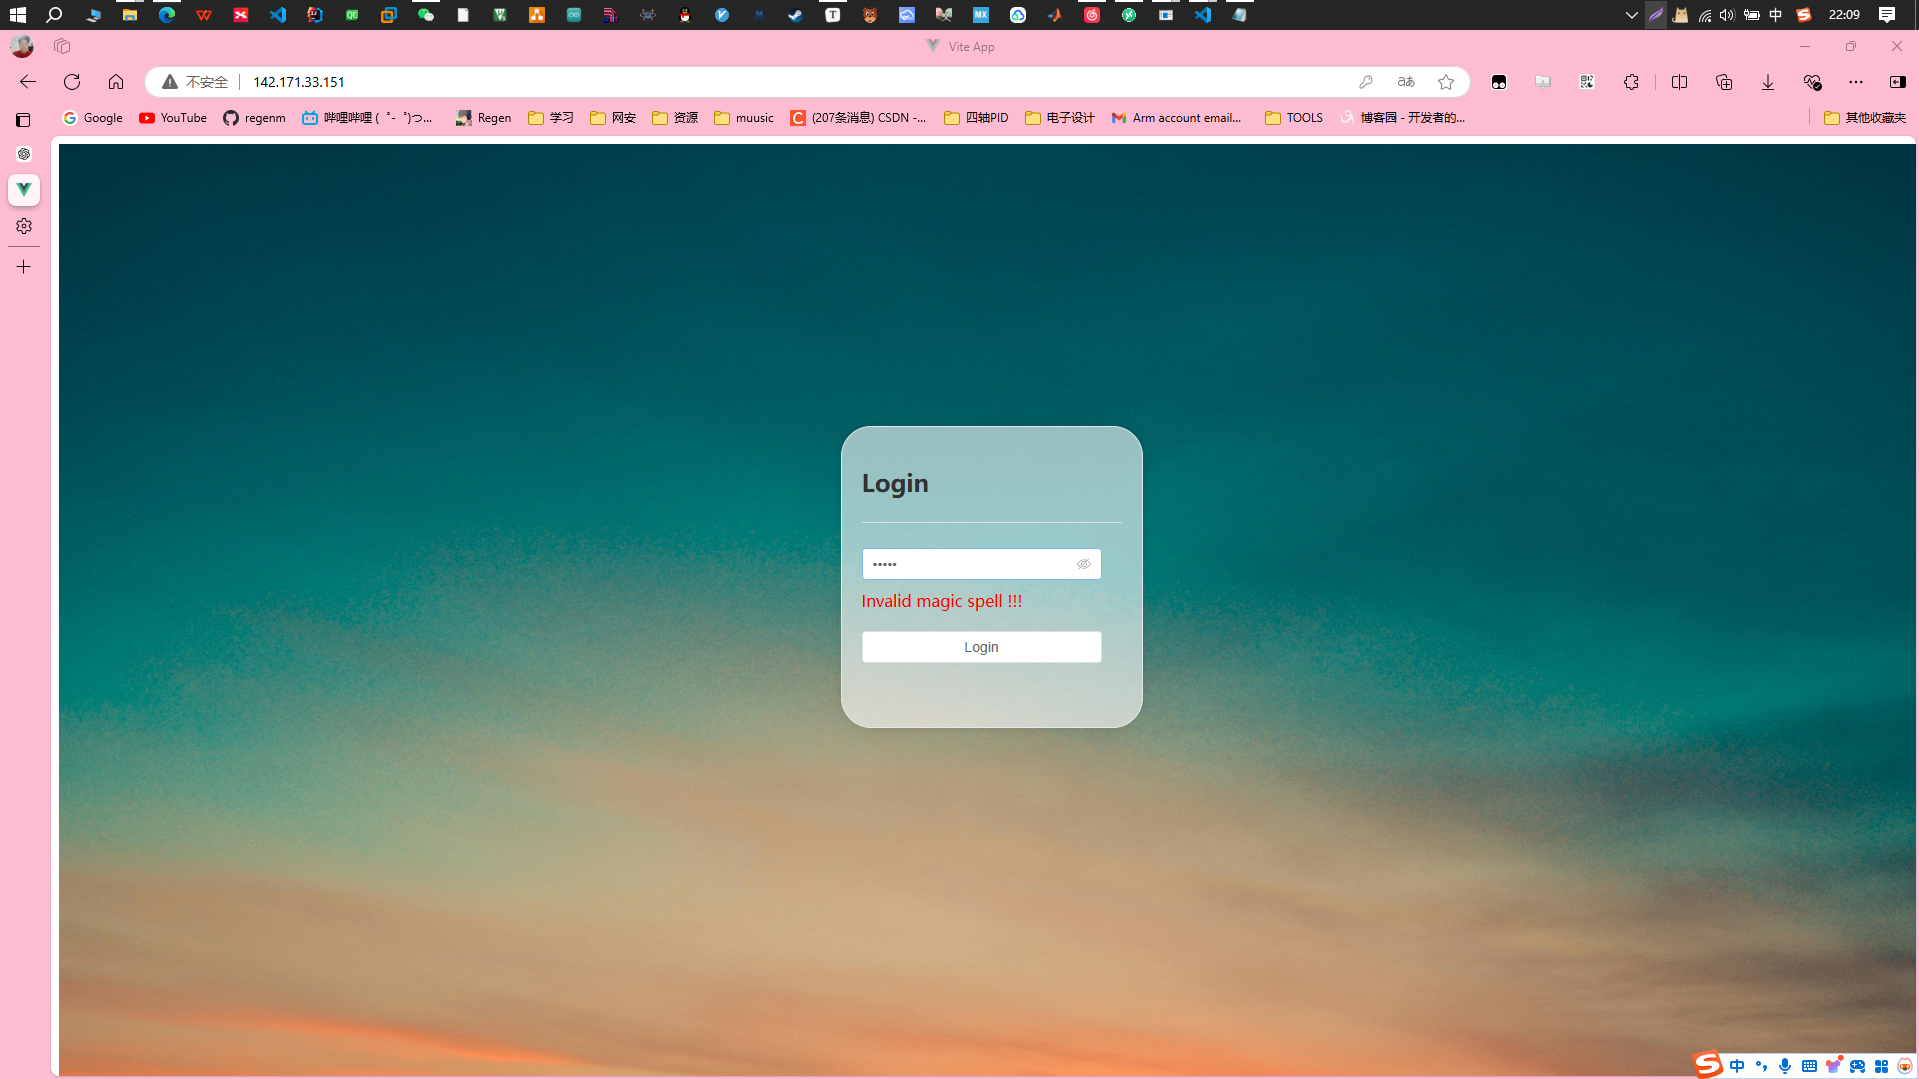 中
22:09
Vite App
不安全
142.171.33.151
aあ
Google
YouTube
regenm
哔哩哔哩 (゜-゜)つ...
Regen
学习
网安
资源
muusic
(207条消息) CSDN -...
四轴PID
电子设计
Arm account email...
TOOLS
博客园 - 开发者的...
其他收藏夹
Login
•••••
Invalid magic spell !!!
Login
中